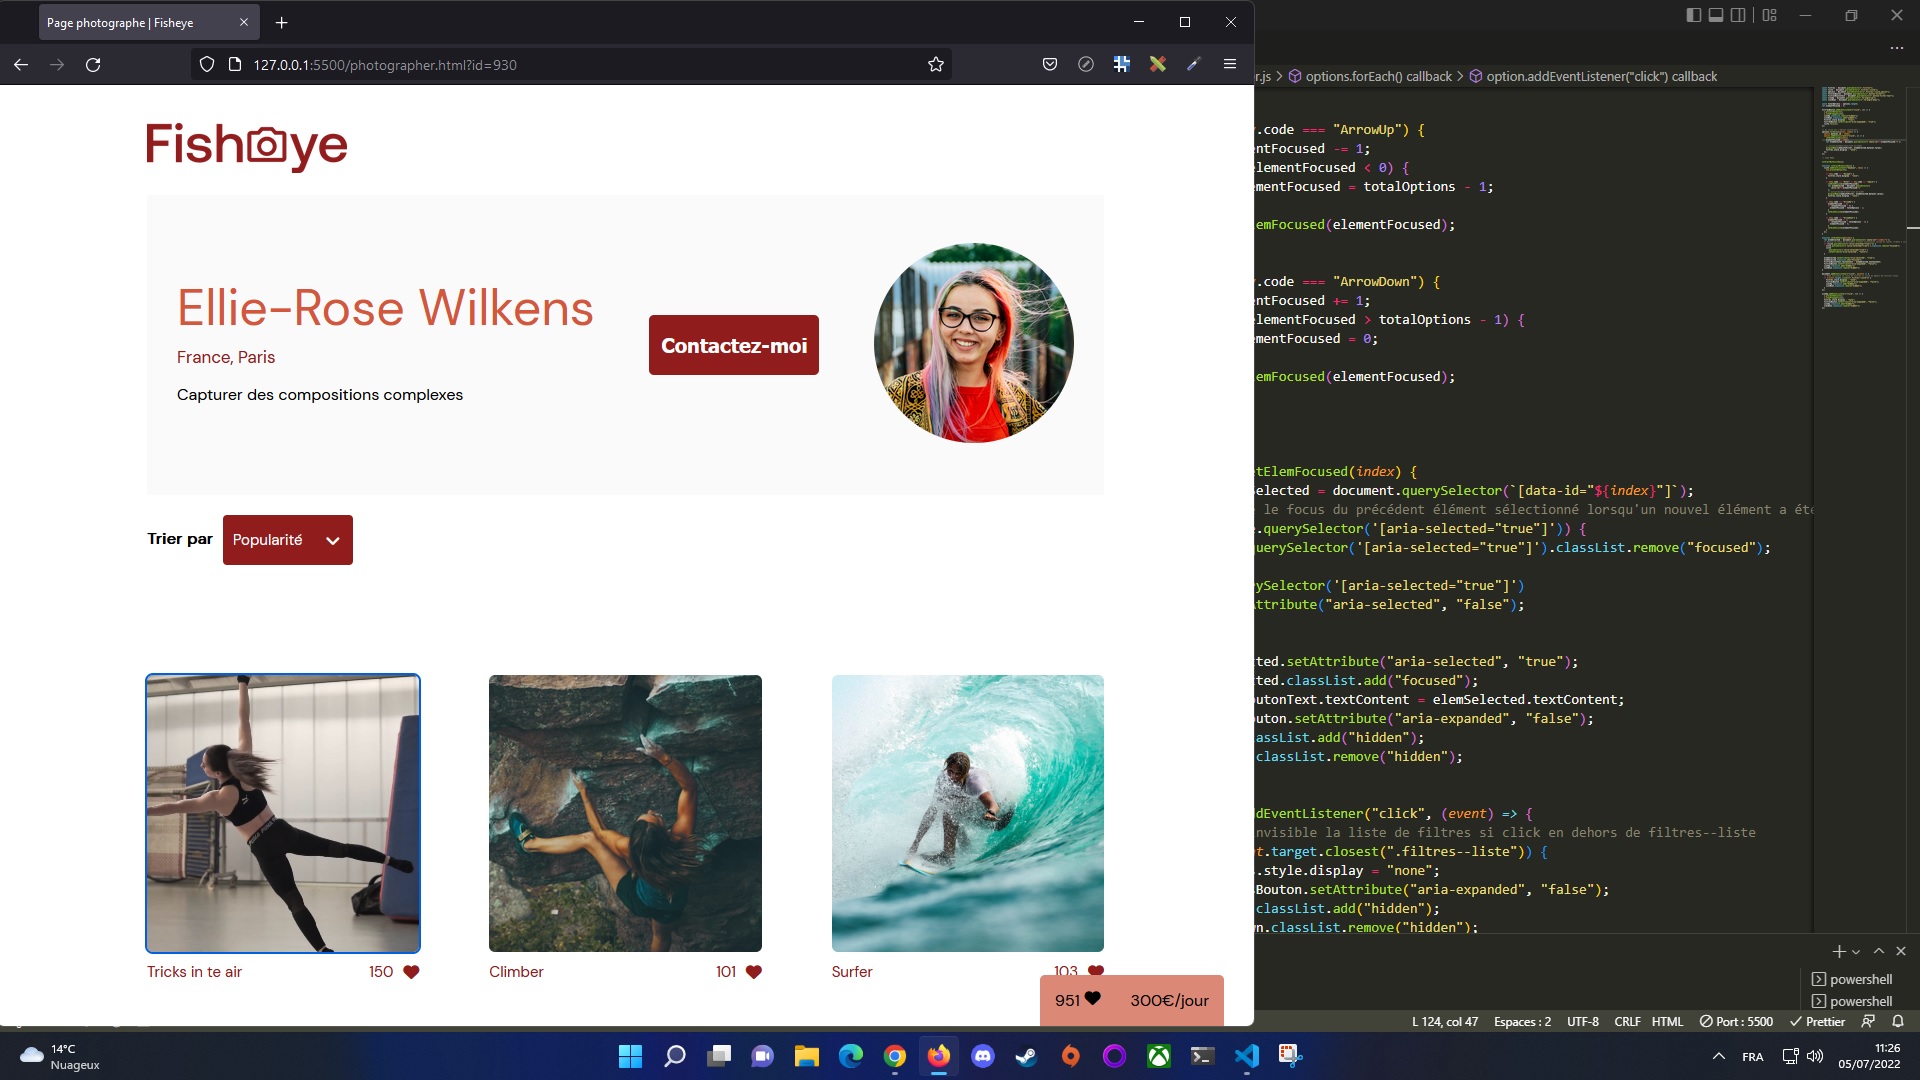 Page photographe | Fisheye
127.0.0.1:5500/photographer.html?id=930
Fisheye
Ellie-Rose Wilkens
France, Paris
Capturer des compositions complexes
Contactez-moi
Trier par
Popularité
Tricks in te air
150
Climber
101
Surfer
103
951
300€/jour
r.js > options.forEach() callback > option.addEventListener("click") callback
.code === "ArrowUp") {
ntFocused -= 1;
lementFocused < 0) {
mentFocused = totalOptions - 1;
emFocused(elementFocused);
.code === "ArrowDown") {
ntFocused += 1;
lementFocused > totalOptions - 1) {
mentFocused = 0;
emFocused(elementFocused);
tElemFocused(index) {
elected = document.querySelector(`[data-id="${index}"]`);
le focus du précédent élément sélectionné lorsqu'un nouvel élément a été
.querySelector('[aria-selected="true"]')) {
uerySelector('[aria-selected="true"]').classList.remove("focused");
ySelector('[aria-selected="true"]')
ttribute("aria-selected", "false");
ted.setAttribute("aria-selected", "true");
ted.classList.add("focused");
outonText.textContent = elemSelected.textContent;
outon.setAttribute("aria-expanded", "false");
assList.add("hidden");
classList.remove("hidden");
ddEventListener("click", (event) => {
nvisible la liste de filtres si click en dehors de filtres--liste
t.target.closest(".filtres--liste")) {
.style.display = "none";
Bouton.setAttribute("aria-expanded", "false");
classList.add("hidden");
n.classList.remove("hidden");
powershell
powershell
L 124, col 47 Espaces : 2 UTF-8 CRLF HTML Port : 5500 Prettier
14°C
Nuageux
FRA
11:26
05/07/2022